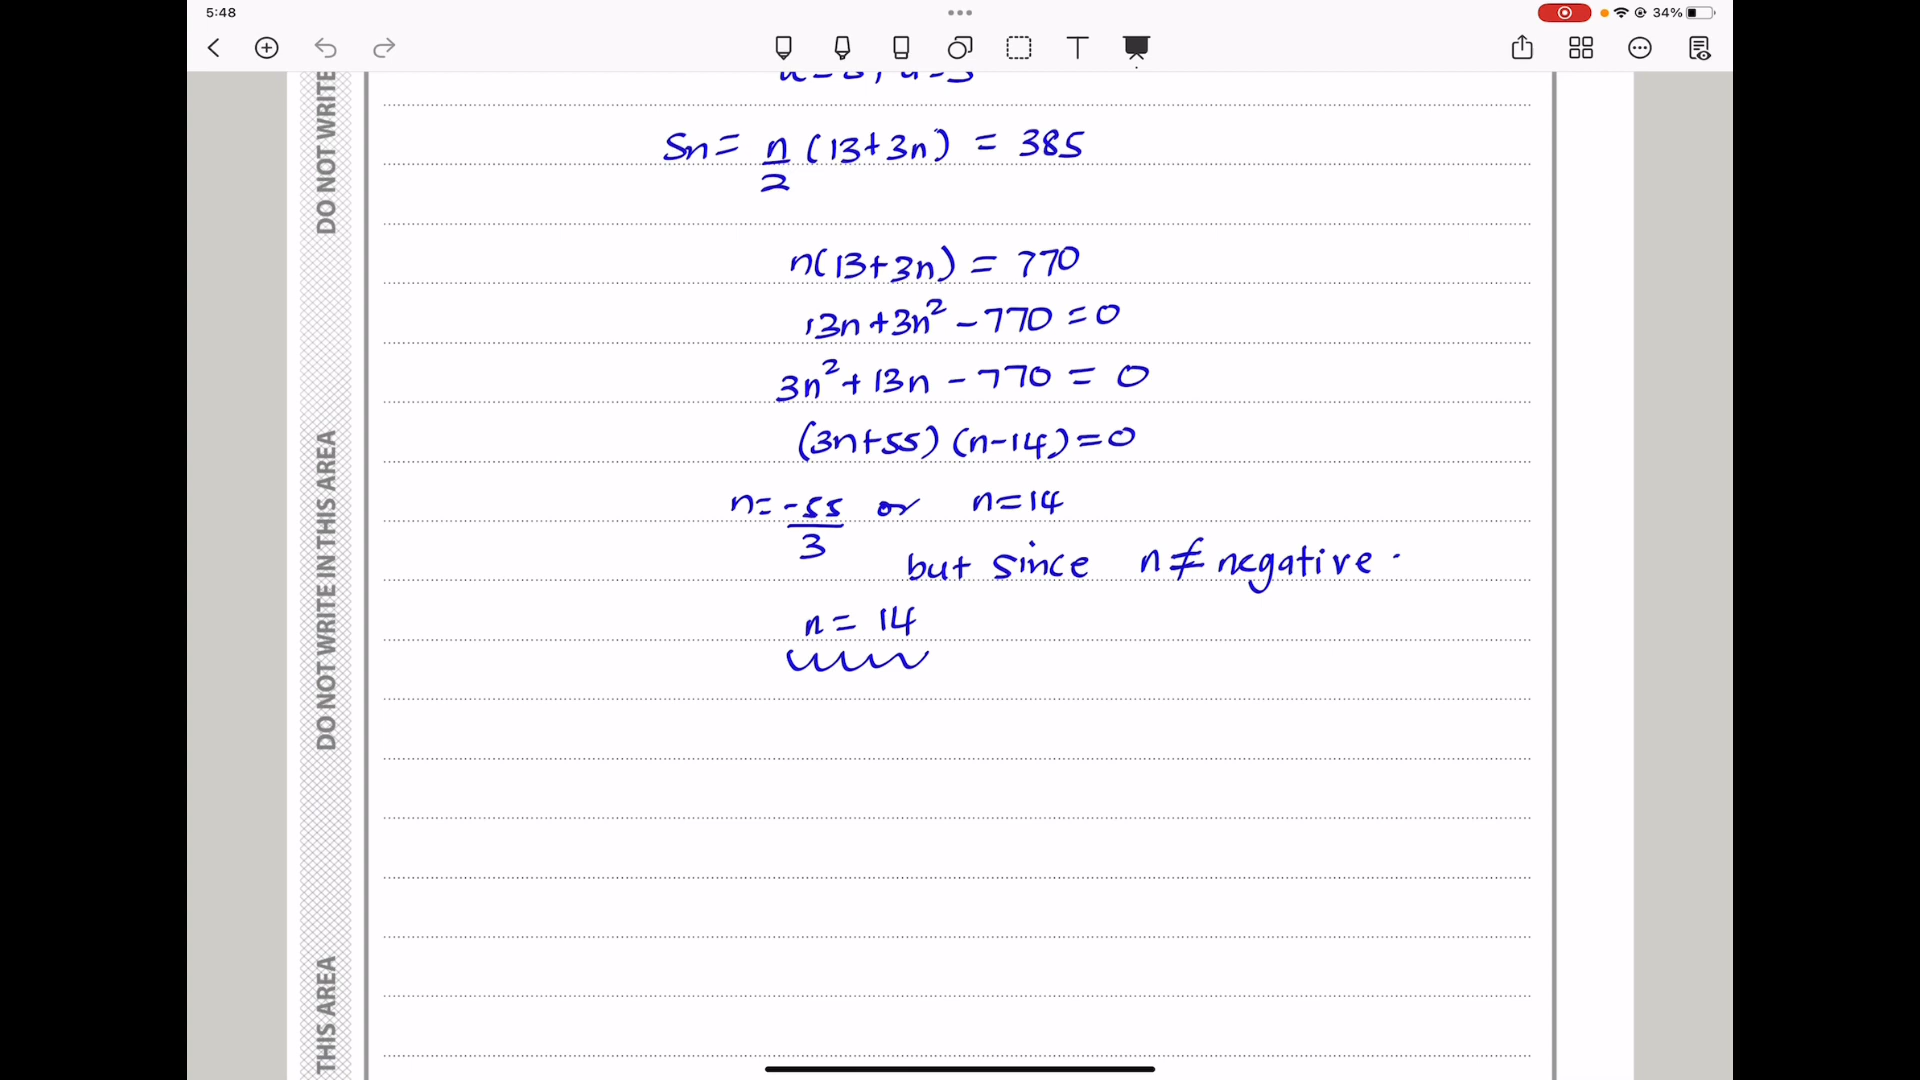 5:48
34%
DO NOT WRITE
Sn = n/2 (13+3n) = 385
n(13+3n) = 770
13n+3n² - 770 = 0
3n² + 13n - 770 = 0
(3n+55) (n-14) = 0
n = -55/3 or n = 14
but since n ≠ negative .
n = 14
DO NOT WRITE IN THIS AREA
THIS AREA